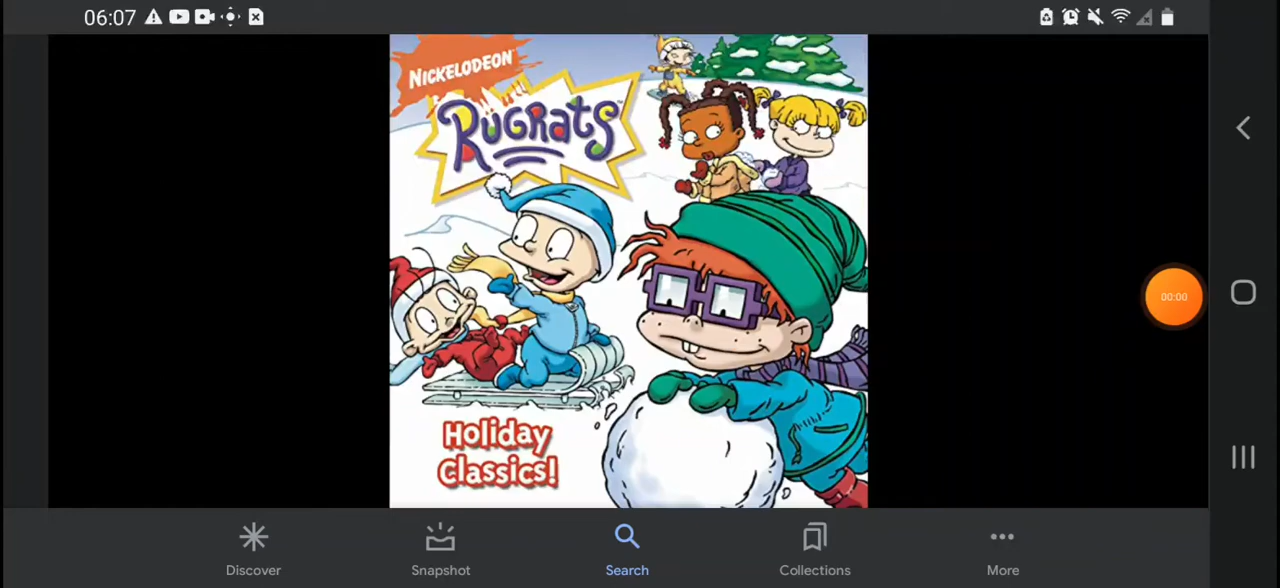 06:07
NICKELODEON
RUGRATS
Holiday
Classics!
00:00
Discover
Snapshot
Search
Collections
More